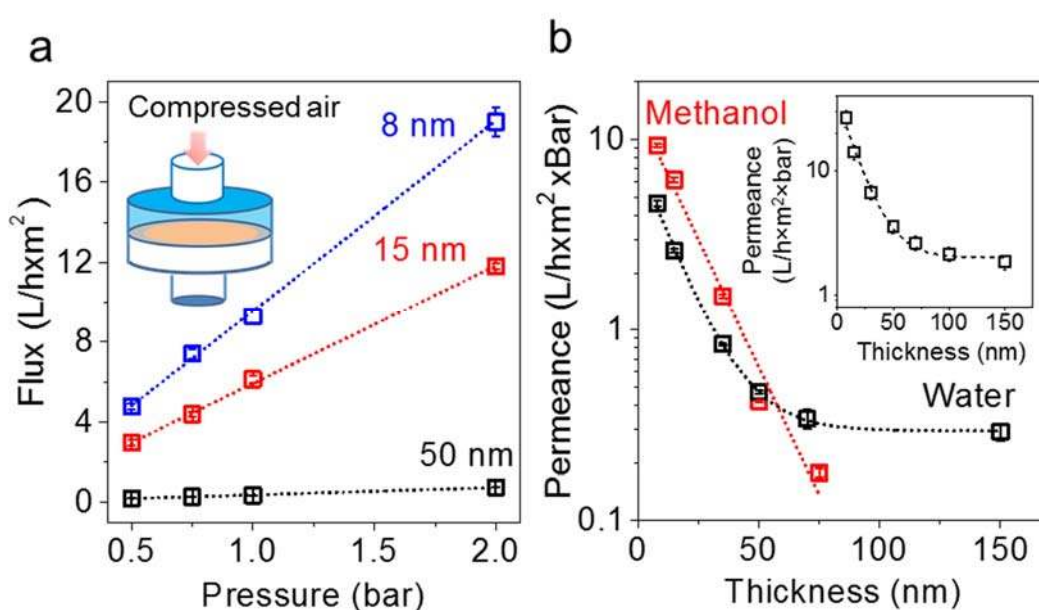 a
Compressed air
8 nm
15 nm
50 nm
20
16
12
8
4
0
0.5
1.0
1.5
2.0
Flux (L/hxm²)
Pressure (bar)
b
Methanol
Water
10
1
0.1
0
50
100
150
Permeance (L/hxm² xBar)
Thickness (nm)
10
1
0
50
100
150
Permeance
(L/h×m²×bar)
Thickness (nm)